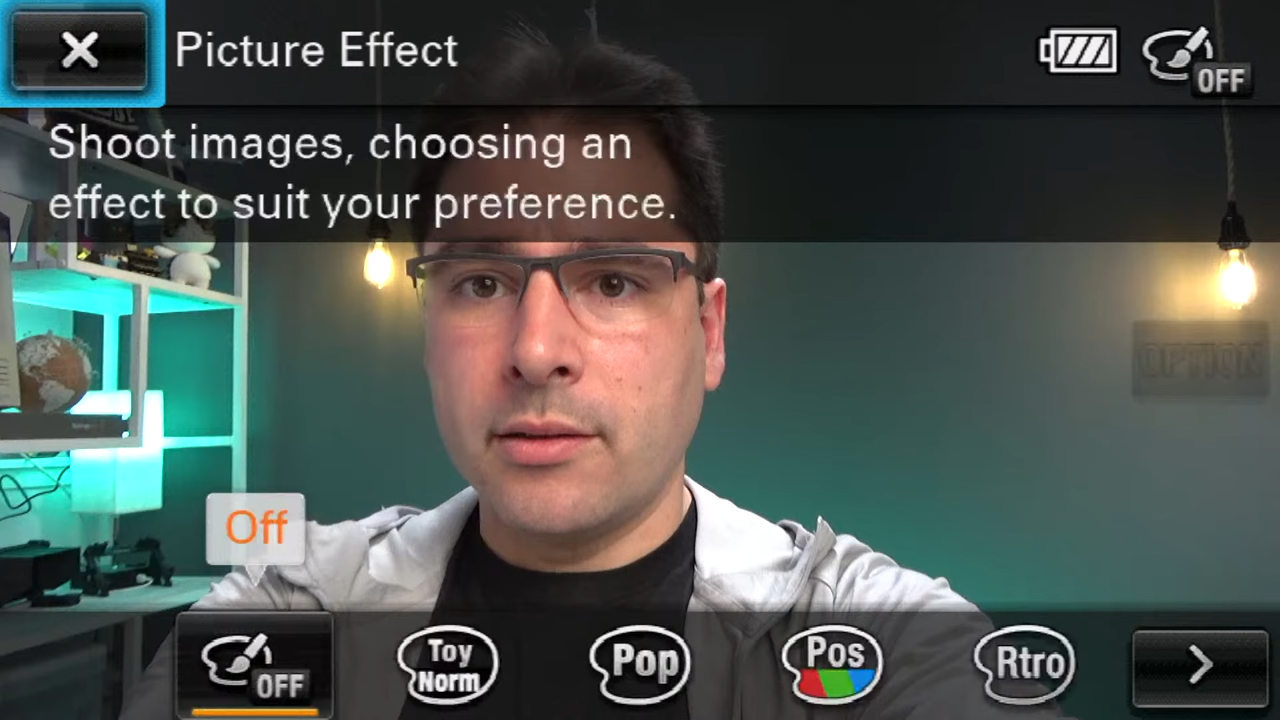 Picture Effect
OFF
Shoot images, choosing an
effect to suit your preference.
OPTION
Off
OFF
Toy
Norm
Pop
Pos
Rtro